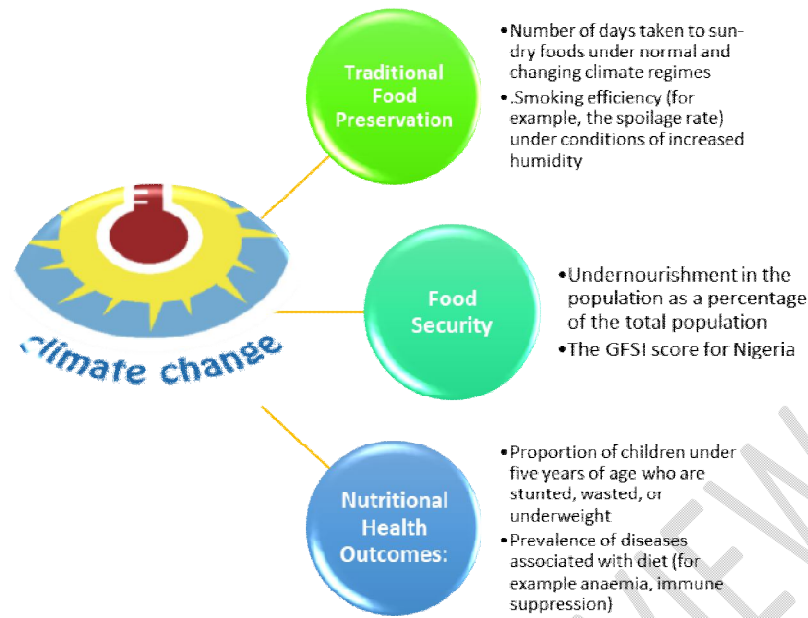 Traditional
Food
Preservation
•Number of days taken to sun-
dry foods under normal and
changing climate regimes
•.Smoking efficiency (for
example, the spoilage rate)
under conditions of increased
humidity
climate change
Food
Security
•Undernourishment in the
population as a percentage
of the total population
•The GFSI score for Nigeria
Nutritional
Health
Outcomes:
•Proportion of children under
five years of age who are
stunted, wasted, or
underweight
•Prevalence of diseases
associated with diet (for
example anaemia, immune
suppression)
VIEW